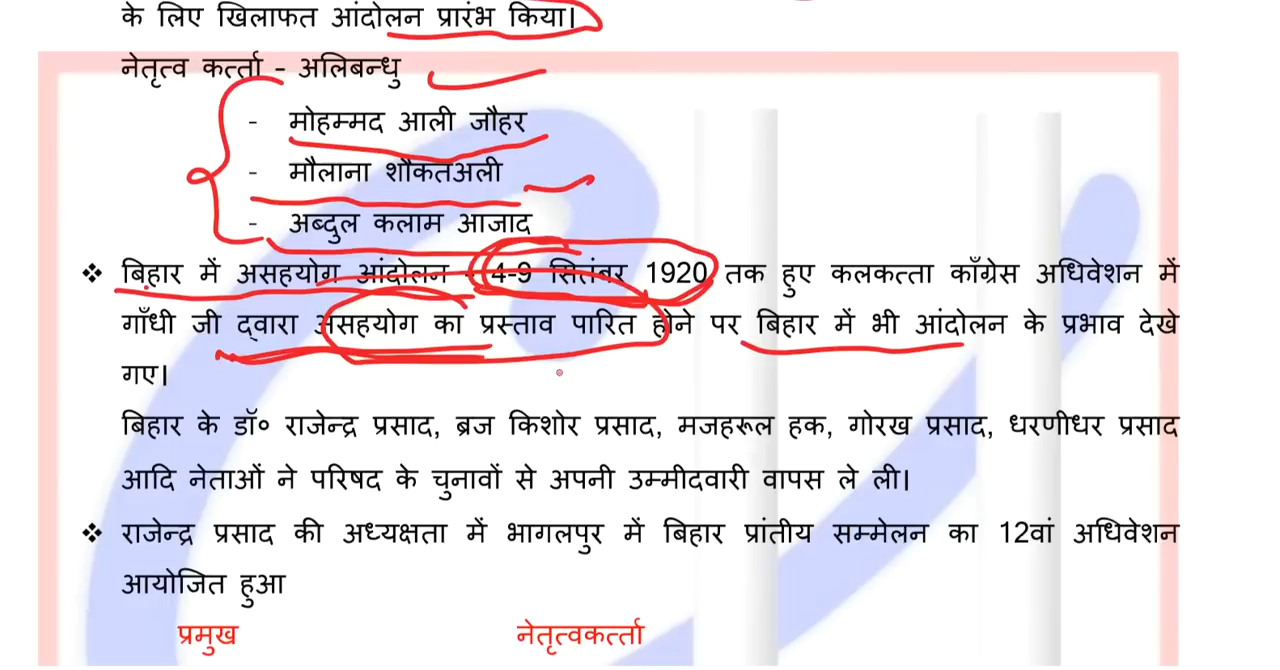 के लिए खिलाफत आंदोलन प्रारंभ किया।
नेतृत्व कर्त्ता - अलिबन्धु
- मोहम्मद आली जौहर
- मौलाना शौकतअली
- अब्दुल कलाम आजाद
❖ बिहार में असहयोग आंदोलन - 4-9 सितंबर 1920 तक हुए कलकत्ता काँग्रेस अधिवेशन में
गाँधी जी द्वारा असहयोग का प्रस्ताव पारित होने पर बिहार में भी आंदोलन के प्रभाव देखे
गए।
बिहार के डॉ० राजेन्द्र प्रसाद, ब्रज किशोर प्रसाद, मजहरूल हक, गोरख प्रसाद, धरणीधर प्रसाद
आदि नेताओं ने परिषद के चुनावों से अपनी उम्मीदवारी वापस ले ली।
❖ राजेन्द्र प्रसाद की अध्यक्षता में भागलपुर में बिहार प्रांतीय सम्मेलन का 12वां अधिवेशन
आयोजित हुआ
प्रमुख नेतृत्वकर्त्ता